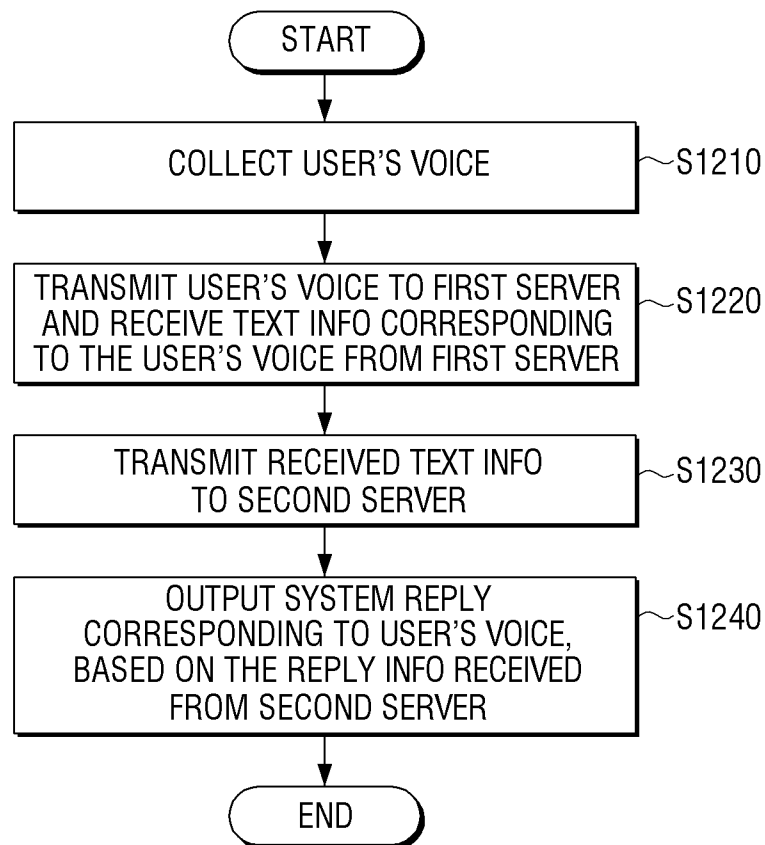 START
COLLECT USER'S VOICE
S1210
TRANSMIT USER'S VOICE TO FIRST SERVER
AND RECEIVE TEXT INFO CORRESPONDING
TO THE USER'S VOICE FROM FIRST SERVER
S1220
TRANSMIT RECEIVED TEXT INFO
TO SECOND SERVER
S1230
OUTPUT SYSTEM REPLY
CORRESPONDING TO USER'S VOICE,
BASED ON THE REPLY INFO RECEIVED
FROM SECOND SERVER
S1240
END